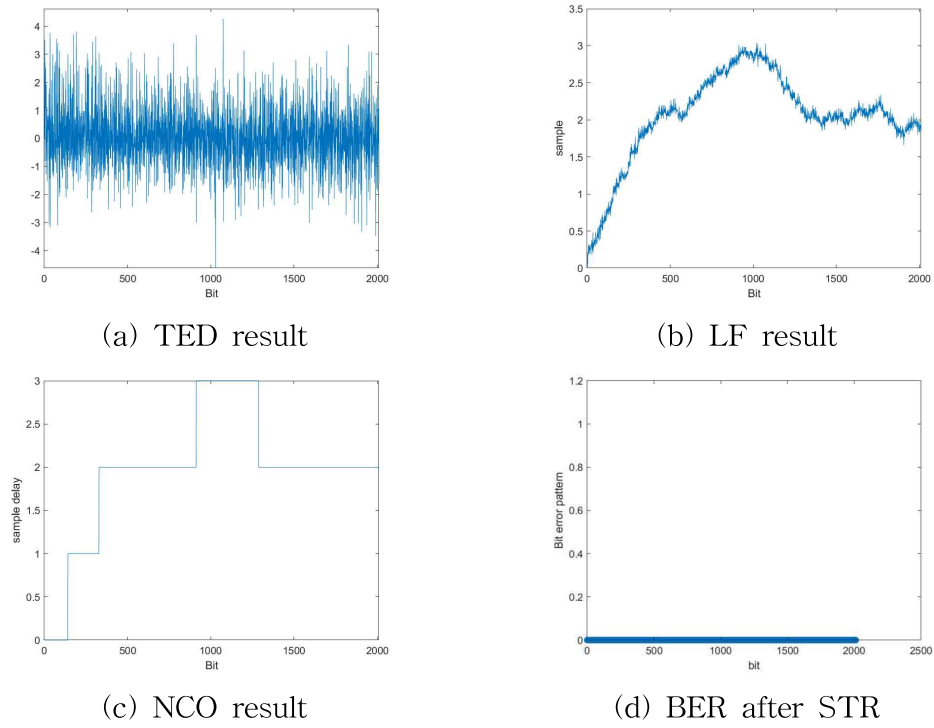 4
3
2
1
0
-1
-2
-3
-4
0 500 1000 1500 2000
Bit
(a) TED result
3.5
3
2.5
2
1.5
1
0.5
0
sample
0 500 1000 1500 2000
Bit
(b) LF result
3
2.5
2
1.5
1
0.5
0
sample delay
0 500 1000 1500 2000
Bit
(c) NCO result
1.2
1
0.8
0.6
0.4
0.2
0
Bit error pattern
0 500 1000 1500 2000 2500
bit
(d) BER after STR